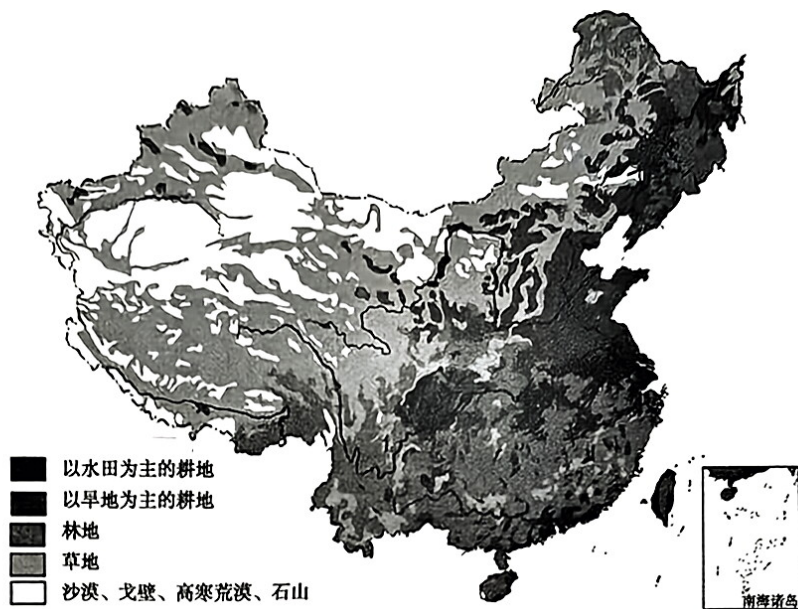 以水田为主的耕地
以旱地为主的耕地
林地
草地
沙漠、戈壁、高寒荒漠、石山
南海诸岛